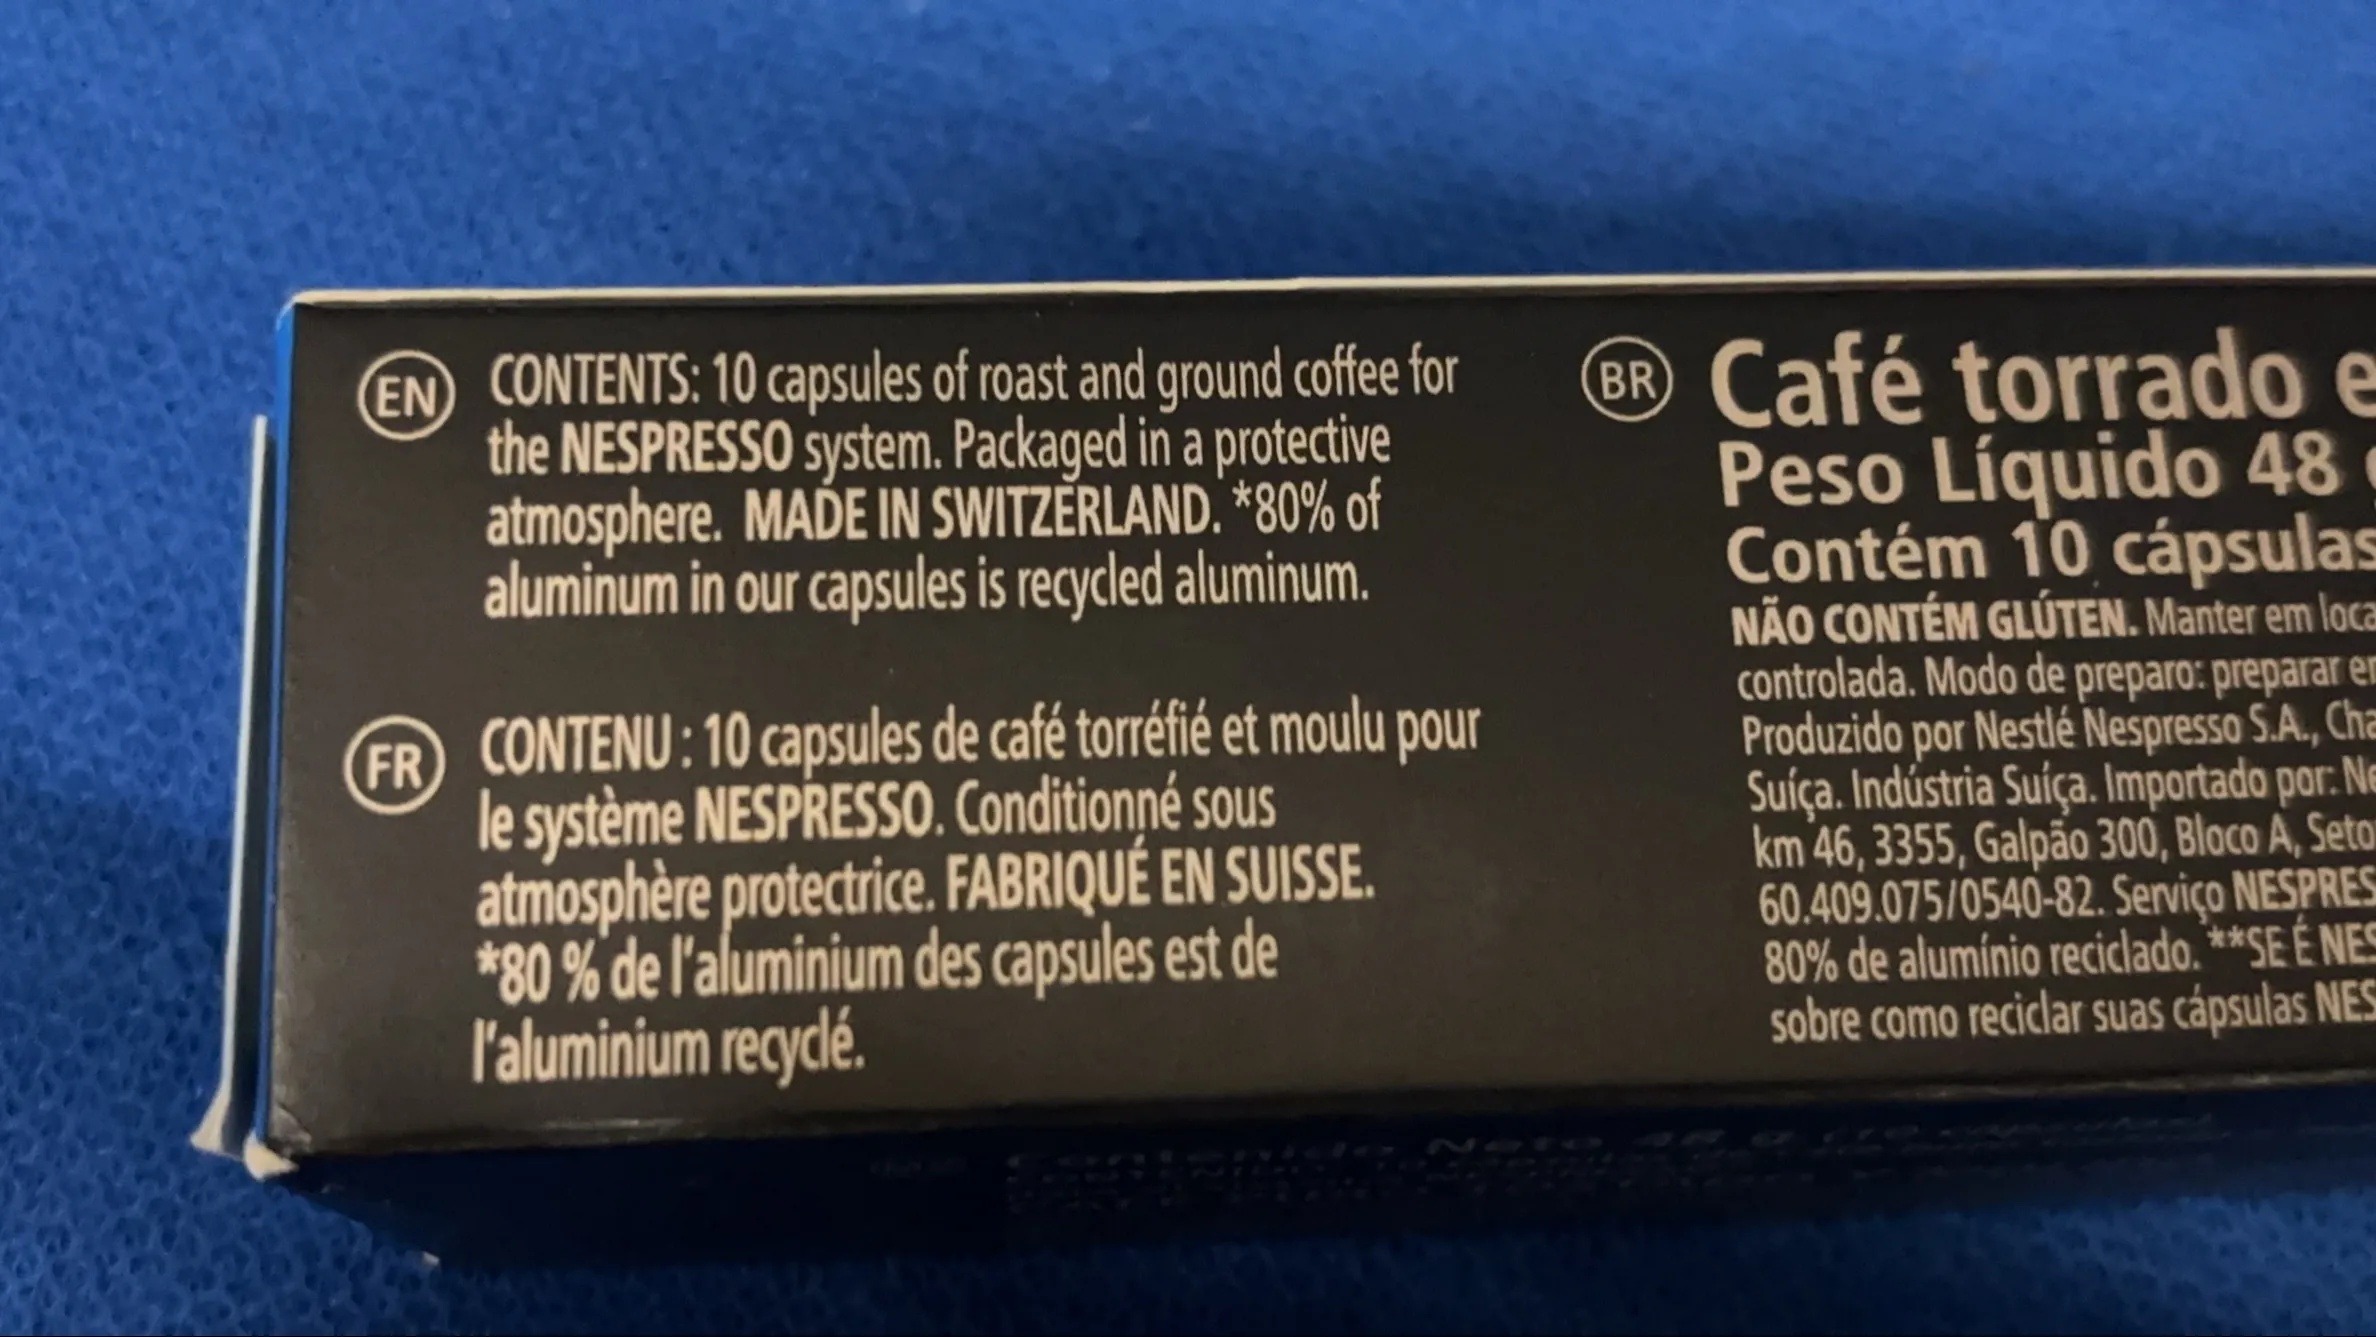 EN
CONTENTS: 10 capsules of roast and ground coffee for
the NESPRESSO system. Packaged in a protective
atmosphere. MADE IN SWITZERLAND. *80% of
aluminum in our capsules is recycled aluminum.
FR
CONTENU : 10 capsules de café torréfié et moulu pour
le système NESPRESSO. Conditionné sous
atmosphère protectrice. FABRIQUÉ EN SUISSE.
*80 % de l'aluminium des capsules est de
l'aluminium recyclé.
BR
Café torrado e
Peso Líquido 48
Contém 10 cápsulas
NÃO CONTÉM GLÚTEN. Manter em
controlada. Modo de preparo: preparar
Produzido por Nestlé Nespresso S.A.,
Suíça. Indústria Suíça. Importado por:
km 46, 3355, Galpão 300, Bloco A,
60.409.075/0540-82. Serviço
80% de alumínio reciclado. **SE É
sobre como reciclar suas cápsulas
Contenido Neto 48 g